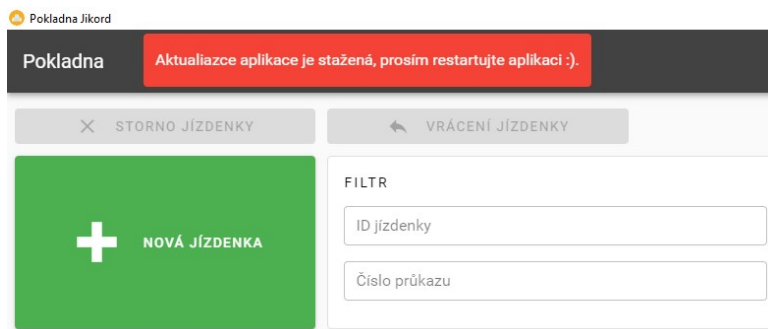 Pokladna Jikord
Pokladna
Aktualiazce aplikace je stažená, prosím restartujte aplikaci :).
STORNO JÍZDENKY
VRÁCENÍ JÍZDENKY
NOVÁ JÍZDENKA
FILTR
ID jízdenky
Číslo průkazu